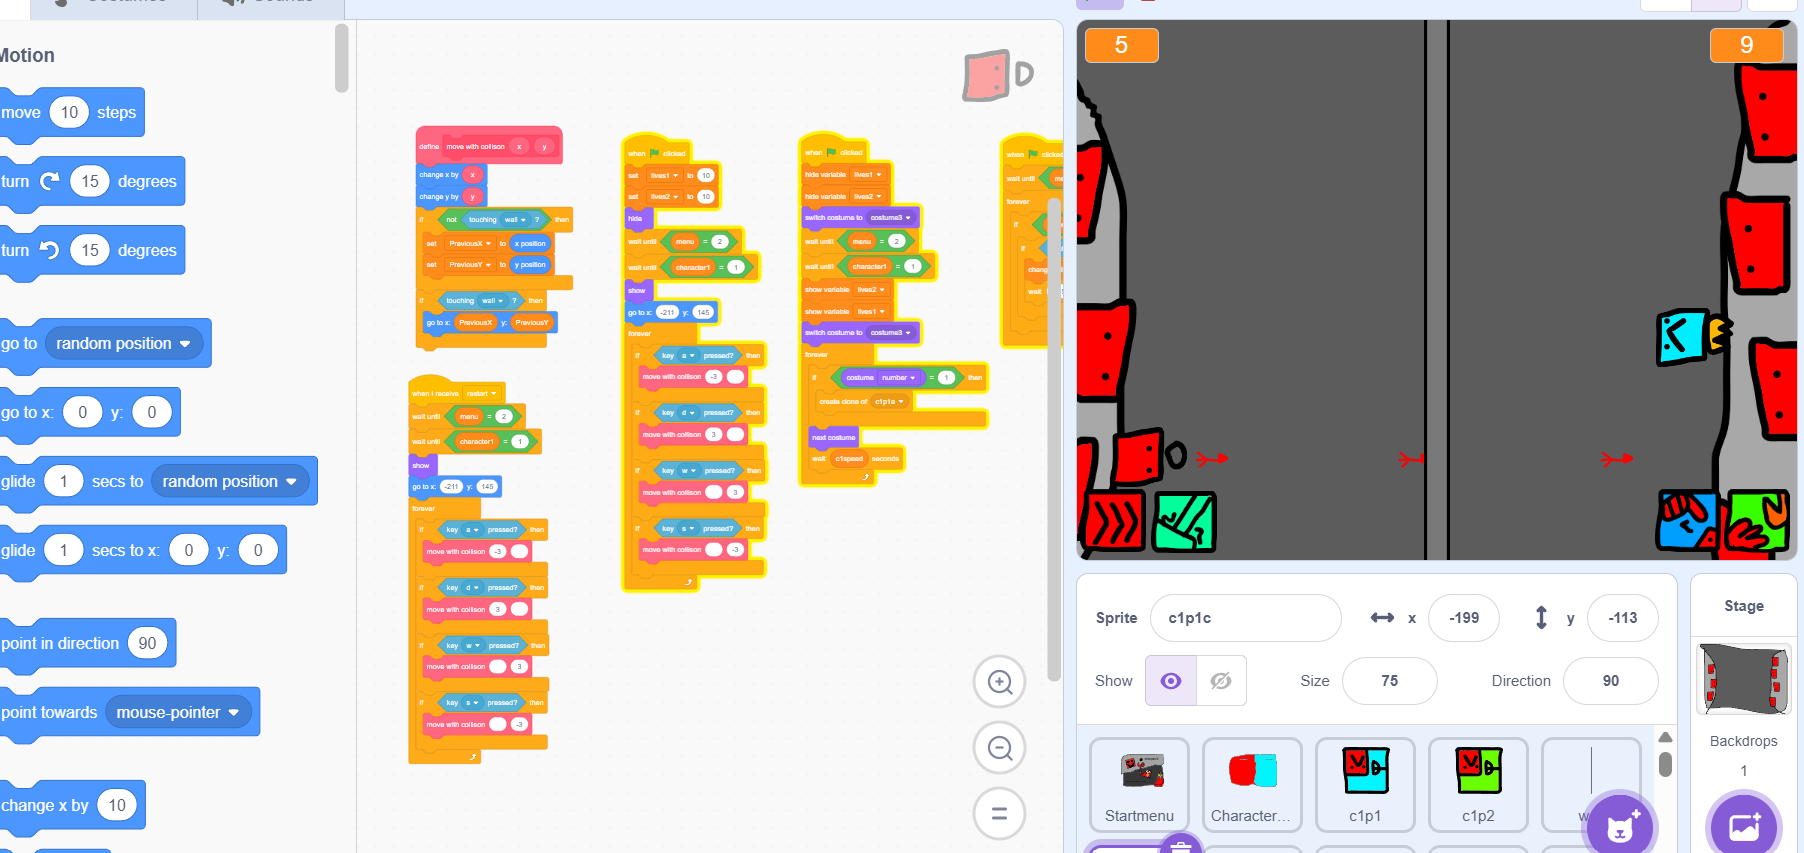 Costumes
Sounds
Motion
move 10 steps
turn 15 degrees
turn 15 degrees
go to random position
go to x: 0 y: 0
glide 1 secs to random position
glide 1 secs to x: 0 y: 0
point in direction 90
point towards mouse-pointer
change x by 10
define move with collison x y
change x by x
change y by y
if not touching wall ? then
set PreviousX to x position
set PreviousY to y position
if touching wall ? then
go to x: PreviousX y: PreviousY
when I receive restart
wait until menu = 2
wait until character1 = 1
show
go to x: -211 y: 145
forever
if key a pressed? then
move with collison -3
if key d pressed? then
move with collison 3
if key w pressed? then
move with collison 3
if key s pressed? then
move with collison -3
when clicked
set lives1 to 10
set lives2 to 10
hide
wait until menu = 2
wait until character1 = 1
show
go to x: -211 y: 145
forever
if key a pressed? then
move with collison -3
if key d pressed? then
move with collison 3
if key w pressed? then
move with collison 3
if key s pressed? then
move with collison -3
when clicked
hide variable lives1
hide variable lives2
switch costume to costume3
wait until menu = 2
wait until character1 = 1
show variable lives2
show variable lives1
switch costume to costume3
forever
if costume number = 1 then
create clone of c1p1a
next costume
wait c1speed seconds
when clicked
wait until
forever
if
if
wait
5
9
Sprite c1p1c x -199 y -113
Show Size 75 Direction 90
Startmenu
Character...
c1p1
c1p2
Stage
Backdrops
1